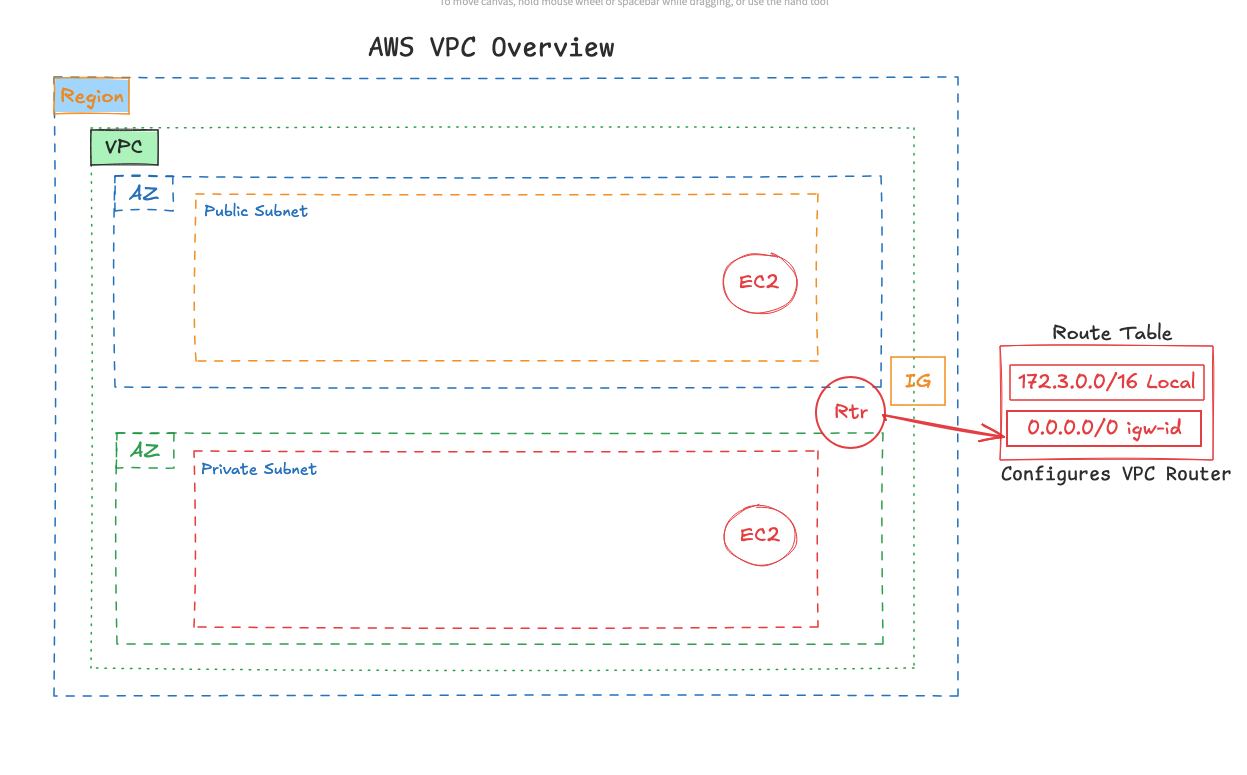 To move canvas, hold mouse wheel or spacebar while dragging, or use the hand tool
AWS VPC Overview
Region
VPC
AZ
Public Subnet
EC2
Route Table
IG
172.3.0.0/16 Local
Rtr
0.0.0.0/0 igw-id
AZ
Private Subnet
Configures VPC Router
EC2